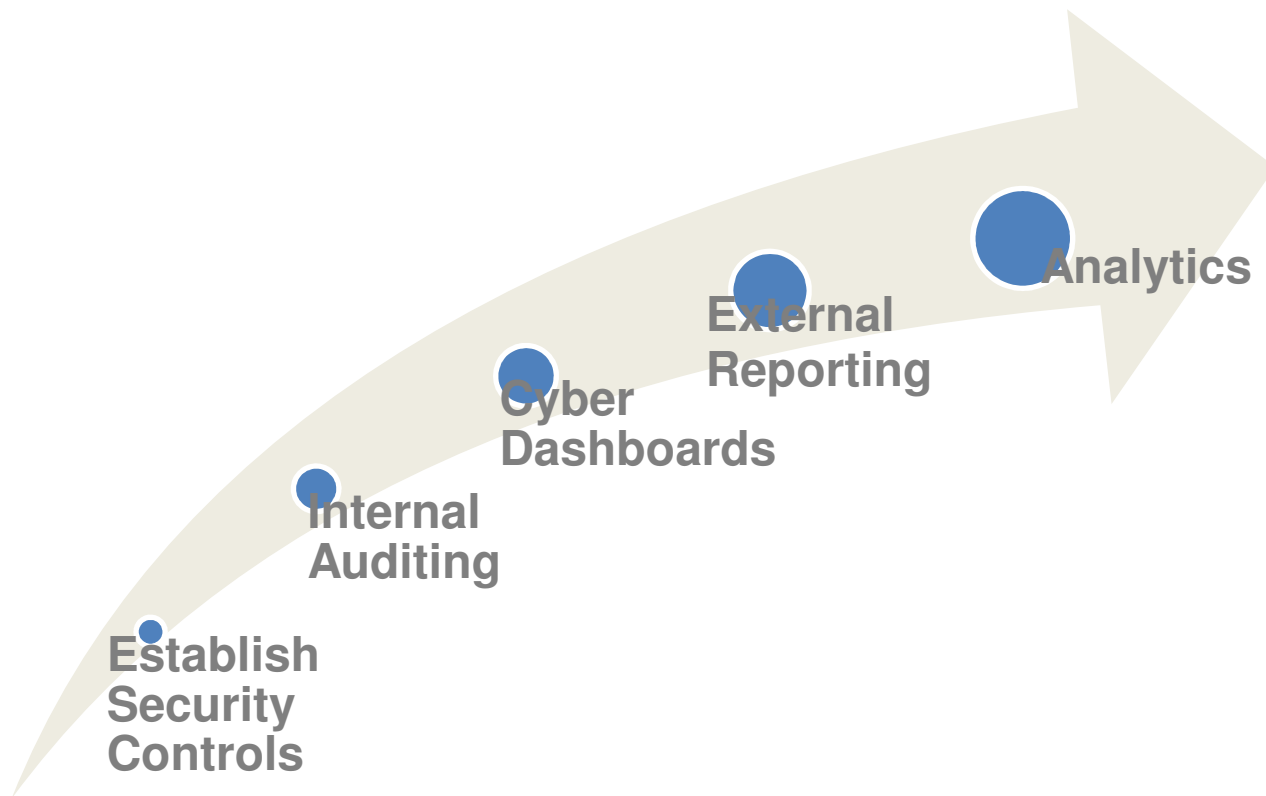 Analytics
External
Reporting
Cyber
Dashboards
Internal
Auditing
Establish
Security
Controls